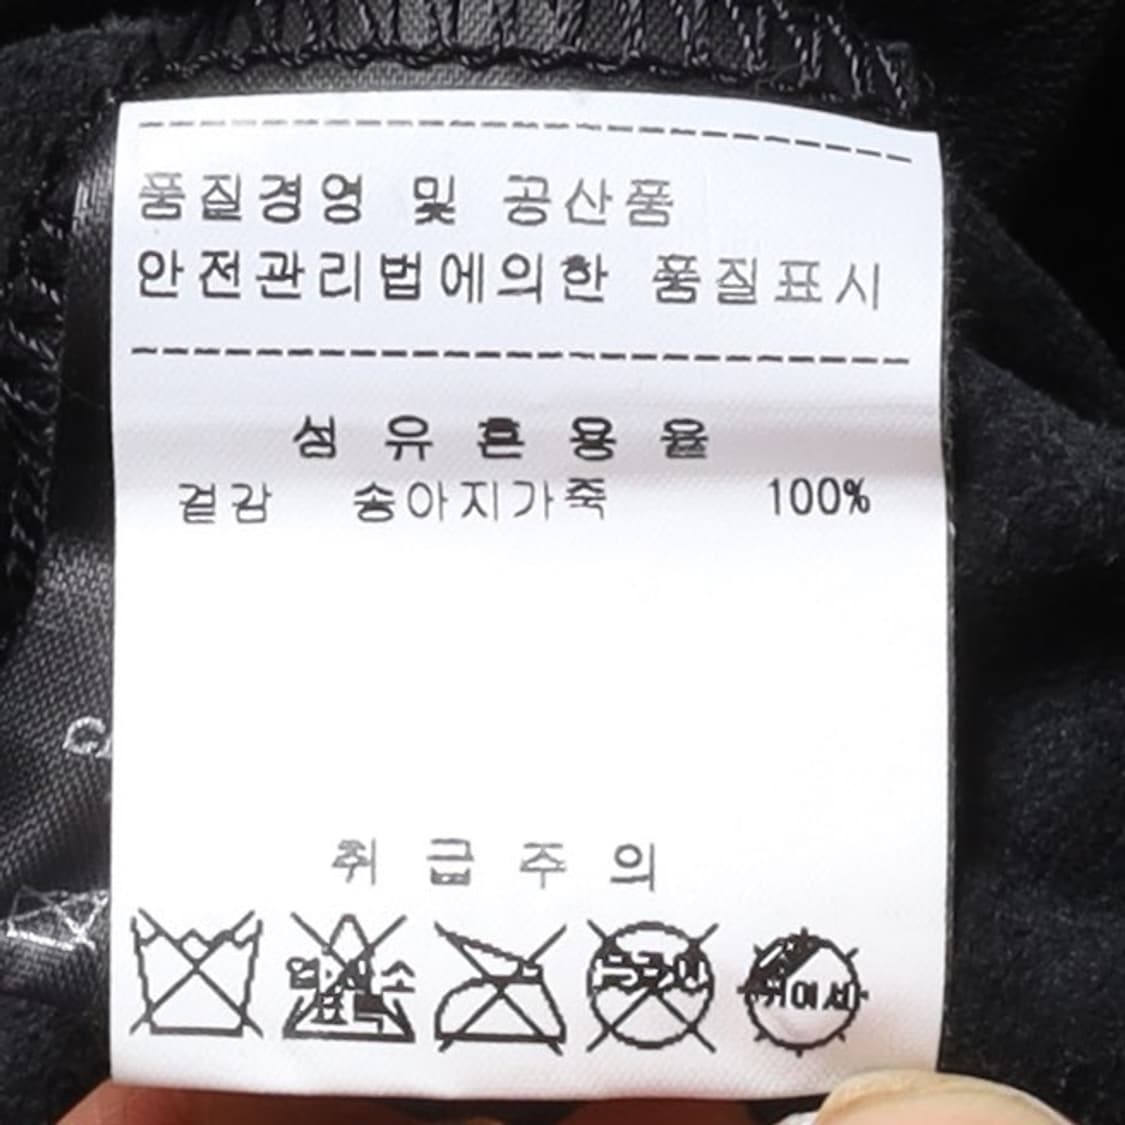 품질경영 및 공산품
안전관리법에의한 품질표시
섬유혼용율
겉감 송아지가죽 100%
취급주의